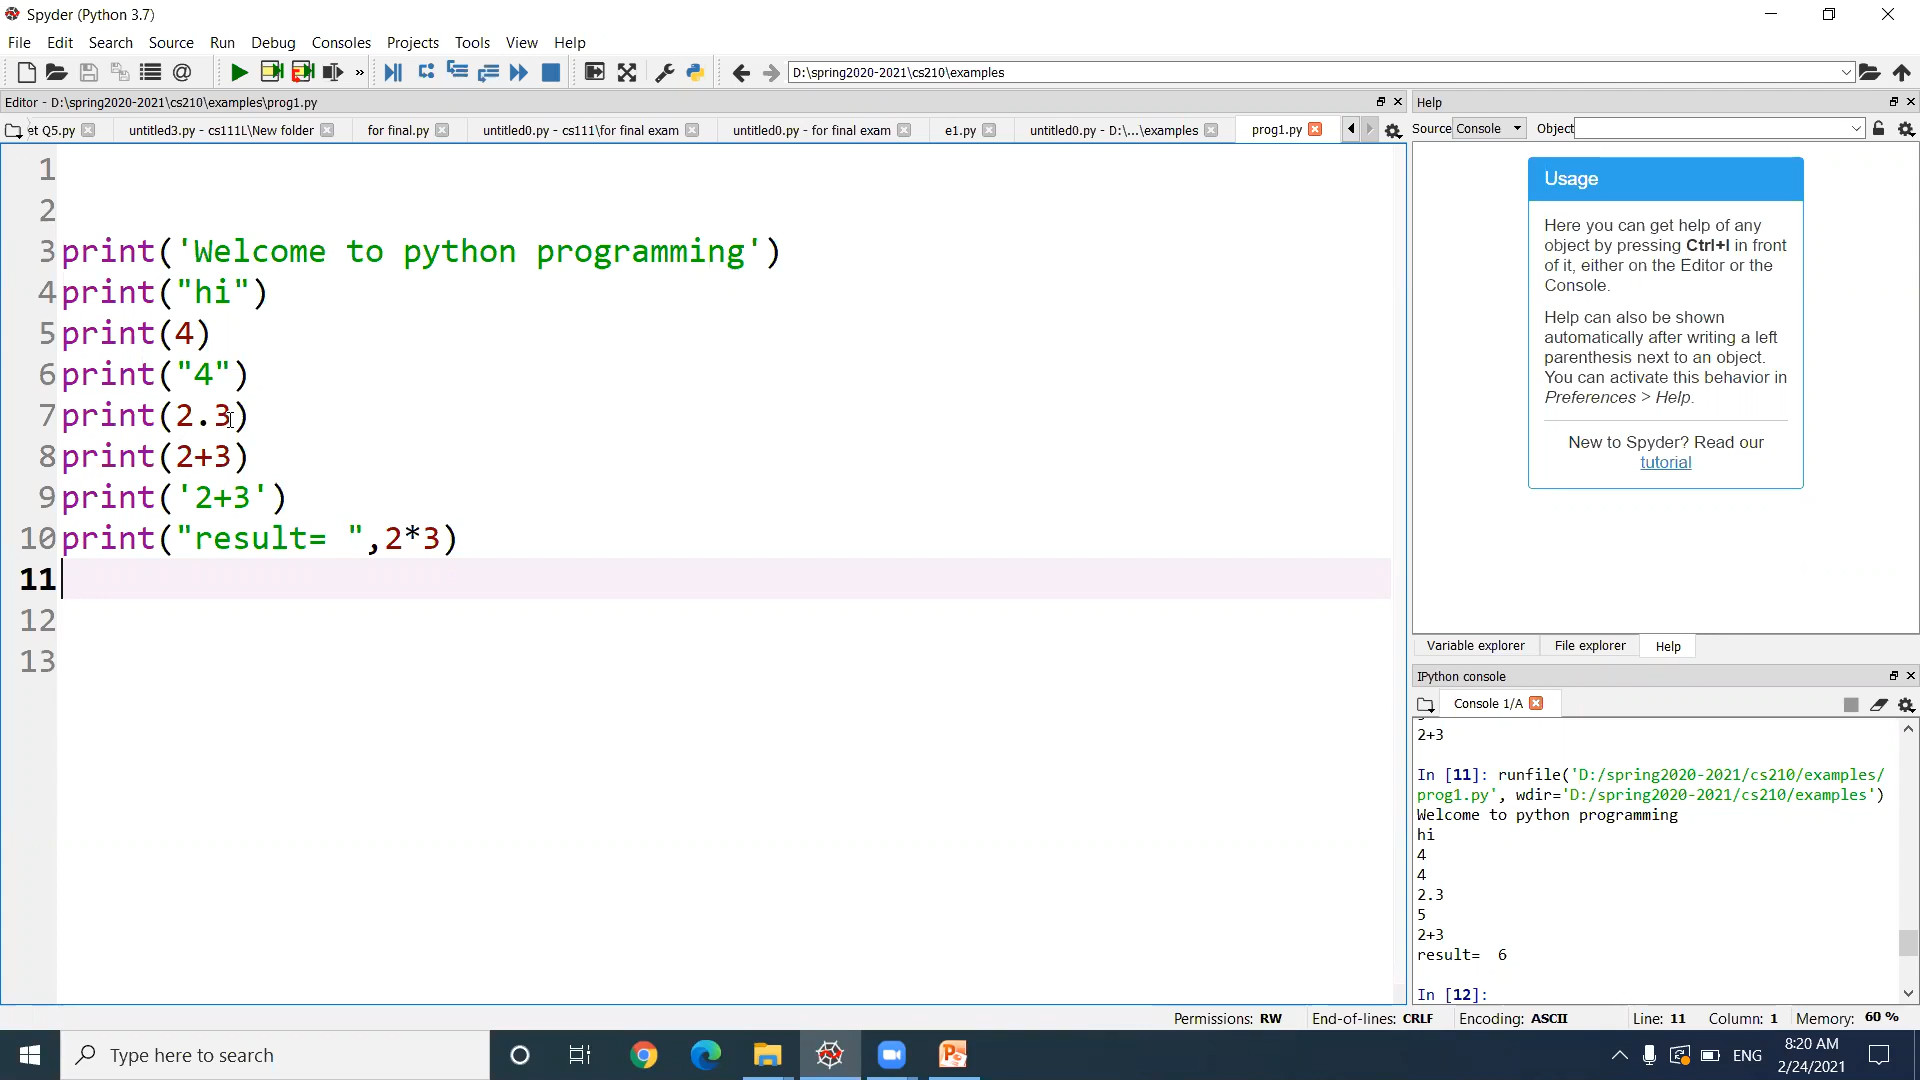 Spyder (Python 3.7)
File Edit Search Source Run Debug Consoles Projects Tools View Help
D:\spring2020-2021\cs210\examples
Editor - D:\spring2020-2021\cs210\examples\prog1.py
et Q5.py untitled3.py - cs111L\New folder for final.py untitled0.py - cs111\for final exam untitled0.py - for final exam e1.py untitled0.py - D:\...\examples prog1.py
1
2
3 print('Welcome to python programming')
4 print("hi")
5 print(4)
6 print("4")
7 print(2.3)
8 print(2+3)
9 print('2+3')
10 print("result= ",2*3)
11
12
13
Help
Source Console Object
Usage
Here you can get help of any
object by pressing Ctrl+I in front
of it, either on the Editor or the
Console.
Help can also be shown
automatically after writing a left
parenthesis next to an object.
You can activate this behavior in
Preferences > Help.
New to Spyder? Read our
tutorial
Variable explorer File explorer Help
IPython console
Console 1/A
2+3
In [11]: runfile('D:/spring2020-2021/cs210/examples/
prog1.py', wdir='D:/spring2020-2021/cs210/examples')
Welcome to python programming
hi
4
4
2.3
5
2+3
result=  6
In [12]:
Permissions: RW End-of-lines: CRLF Encoding: ASCII Line: 11 Column: 1 Memory: 60 %
Type here to search
ENG
8:20 AM
2/24/2021